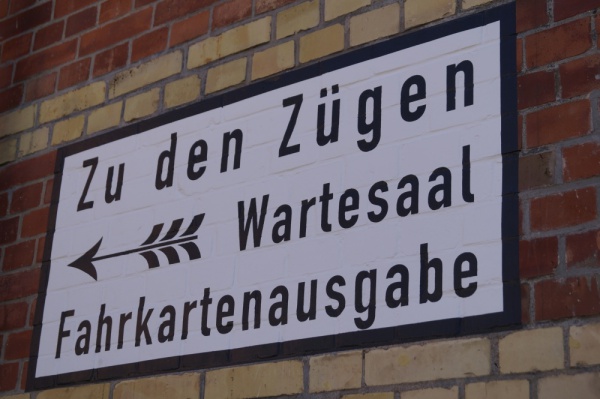 Zu den Zügen
Wartesaal
Fahrkartenausgabe